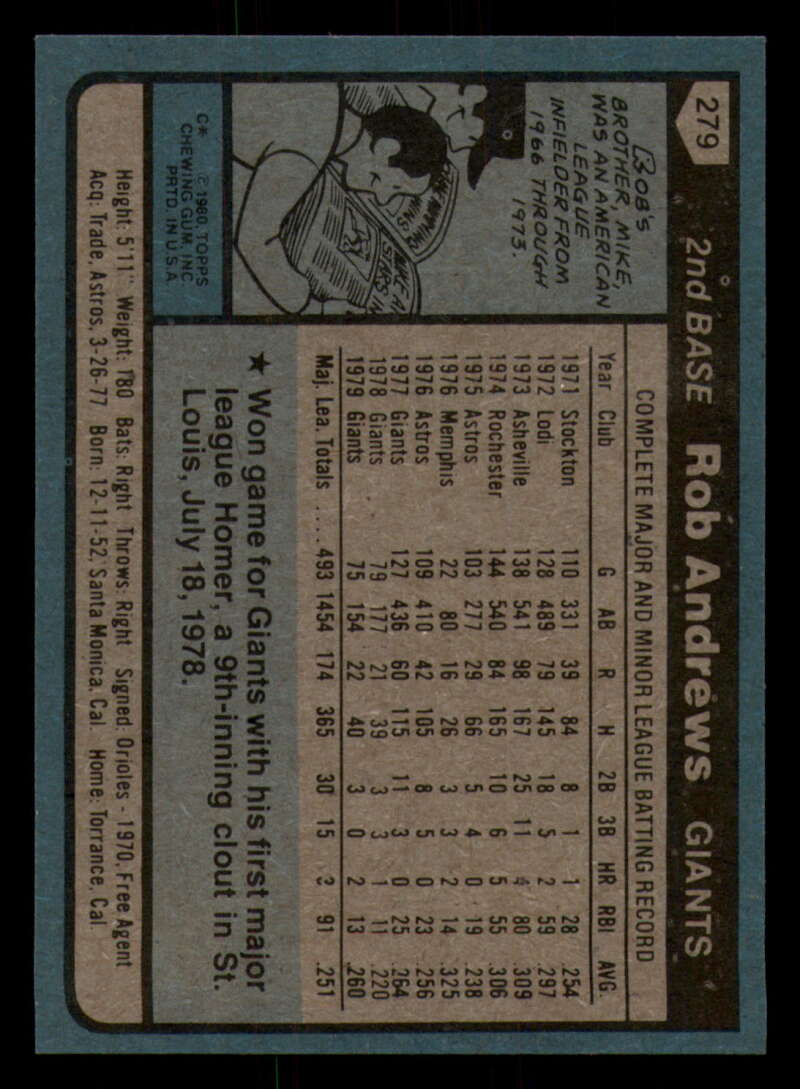 279
2nd BASE Rob Andrews GIANTS
BOB'S
BROTHER, MIKE,
WAS AN AMERICAN
LEAGUE
INFIELDER FROM
1966 THROUGH
1973.
C* © 1980 TOPPS
CHEWING GUM, INC
PRTD. IN U.S.A
COMPLETE MAJOR AND MINOR LEAGUE BATTING RECORD
Year Club G AB R H 2B 3B HR RBI AVG.
1971 Stockton 110 331 39 84 8 1 1 28 .254
1972 Lodi 128 489 79 145 18 5 2 59 .297
1973 Asheville 138 541 98 167 25 11 4 80 .309
1974 Rochester 144 540 84 165 10 6 5 55 .306
1975 Astros 103 277 29 66 5 4 0 19 .238
1976 Memphis 22 80 16 26 3 3 2 14 .325
1976 Astros 109 410 42 105 8 5 0 23 .256
1977 Giants 127 436 60 115 11 3 0 25 .264
1978 Giants 79 177 21 39 3 3 1 11 .220
1979 Giants 75 154 22 40 3 0 2 13 .260
Maj. Lea. Totals .... 493 1454 174 365 30 15 3 91 .251
★ Won game for Giants with his first major
league Homer, a 9th-inning clout in St.
Louis, July 18, 1978.
Height: 5'11" Weight: 180 Bats: Right Throws: Right Signed: Orioles - 1970, Free Agent
Acq: Trade, Astros, 3-26-77 Born: 12-11-52, Santa Monica, Cal. Home: Torrance, Cal.